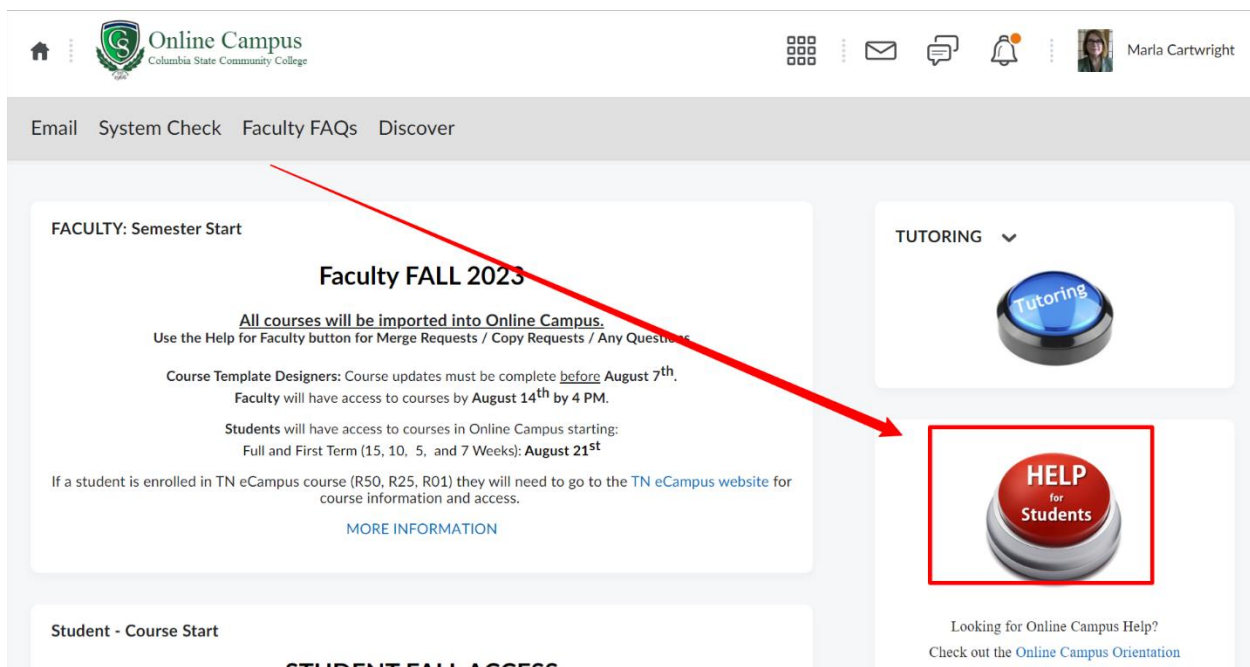 Online Campus
Columbia State Community College
Marla Cartwright
Email System Check Faculty FAQs Discover
FACULTY: Semester Start
Faculty FALL 2023
All courses will be imported into Online Campus.
Use the Help for Faculty button for Merge Requests / Copy Requests / Any Questions
Course Template Designers: Course updates must be complete before August 7th.
Faculty will have access to courses by August 14th by 4 PM.
Students will have access to courses in Online Campus starting:
Full and First Term (15, 10, 5, and 7 Weeks): August 21st
If a student is enrolled in TN eCampus course (R50, R25, R01) they will need to go to the TN eCampus website for
course information and access.
MORE INFORMATION
Student - Course Start
STUDENT FALL ACCESS
TUTORING
Tutoring
HELP
for
Students
Looking for Online Campus Help?
Check out the Online Campus Orientation